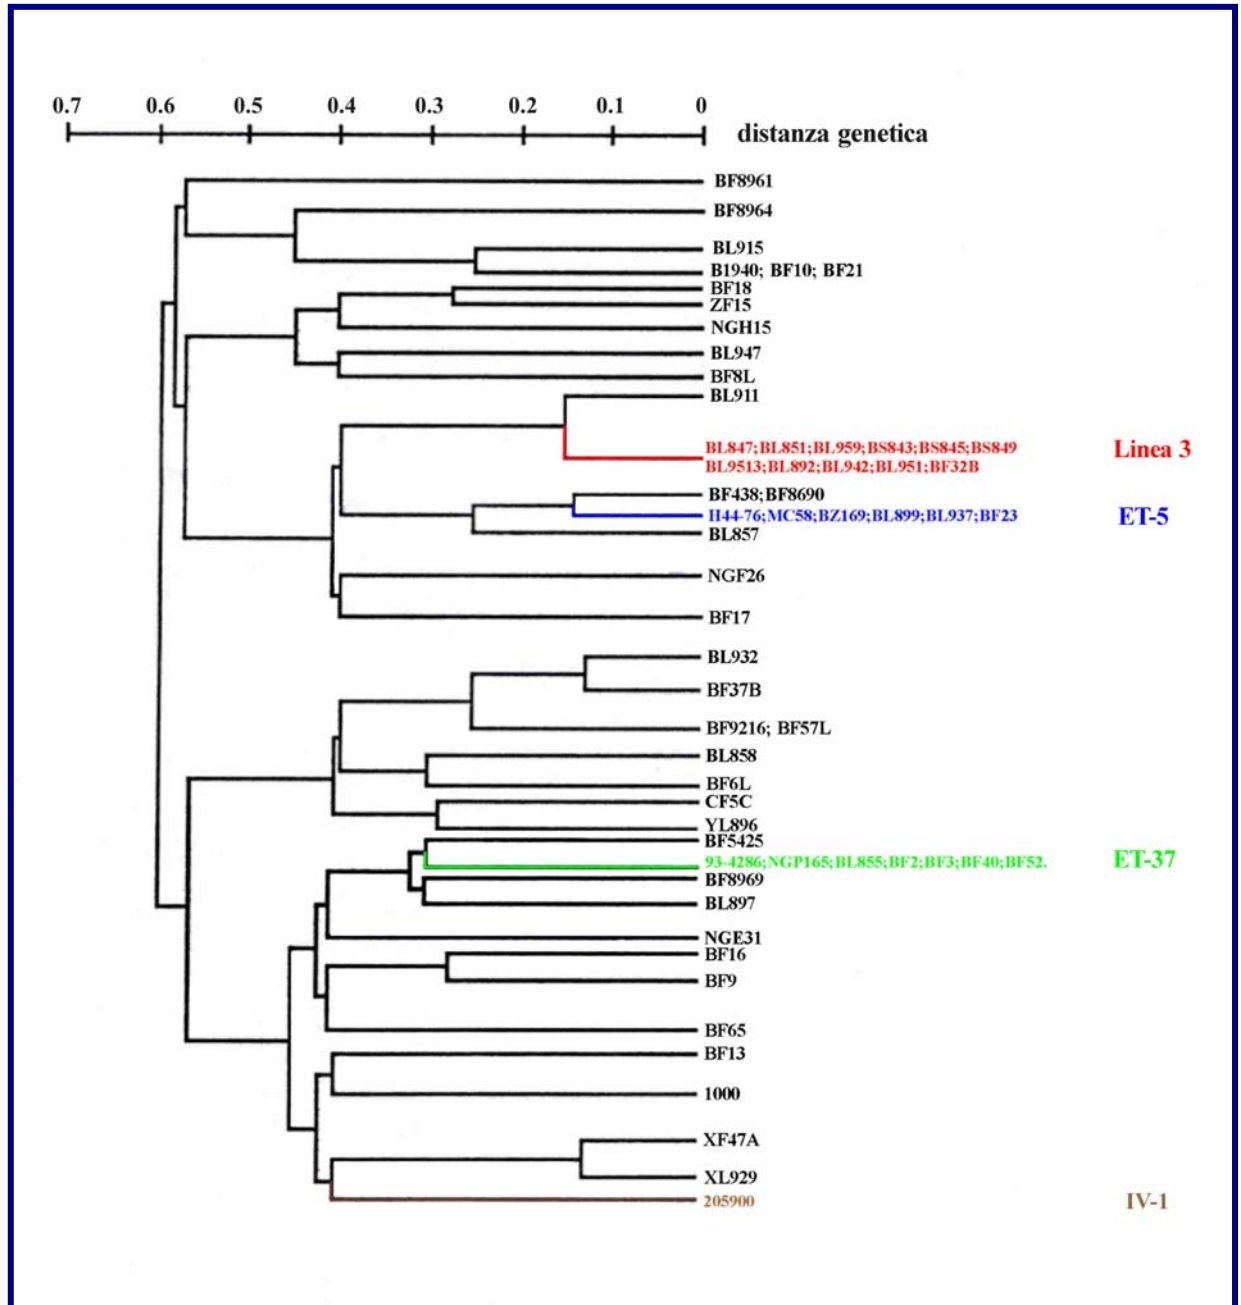 0.7 0.6 0.5 0.4 0.3 0.2 0.1 0
distanza genetica
BF8961
BF8964
BL915
B1940; BF10; BF21
BF18
ZF15
NGH15
BL947
BF8L
BL911
BL847;BL851;BL959;BS843;BS845;BS849
Linea 3
BL9513;BL892;BL942;BL951;BF32B
BF438;BF8690
H44-76;MC58;BZ169;BL899;BL937;BF23
ET-5
BL857
NGF26
BF17
BL932
BF37B
BF9216; BF57L
BL858
BF6L
CF5C
YL896
BF5425
93-4286;NGP165;BL855;BF2;BF3;BF40;BF52.
ET-37
BF8969
BL897
NGE31
BF16
BF9
BF65
BF13
1000
XF47A
XL929
205900
IV-1